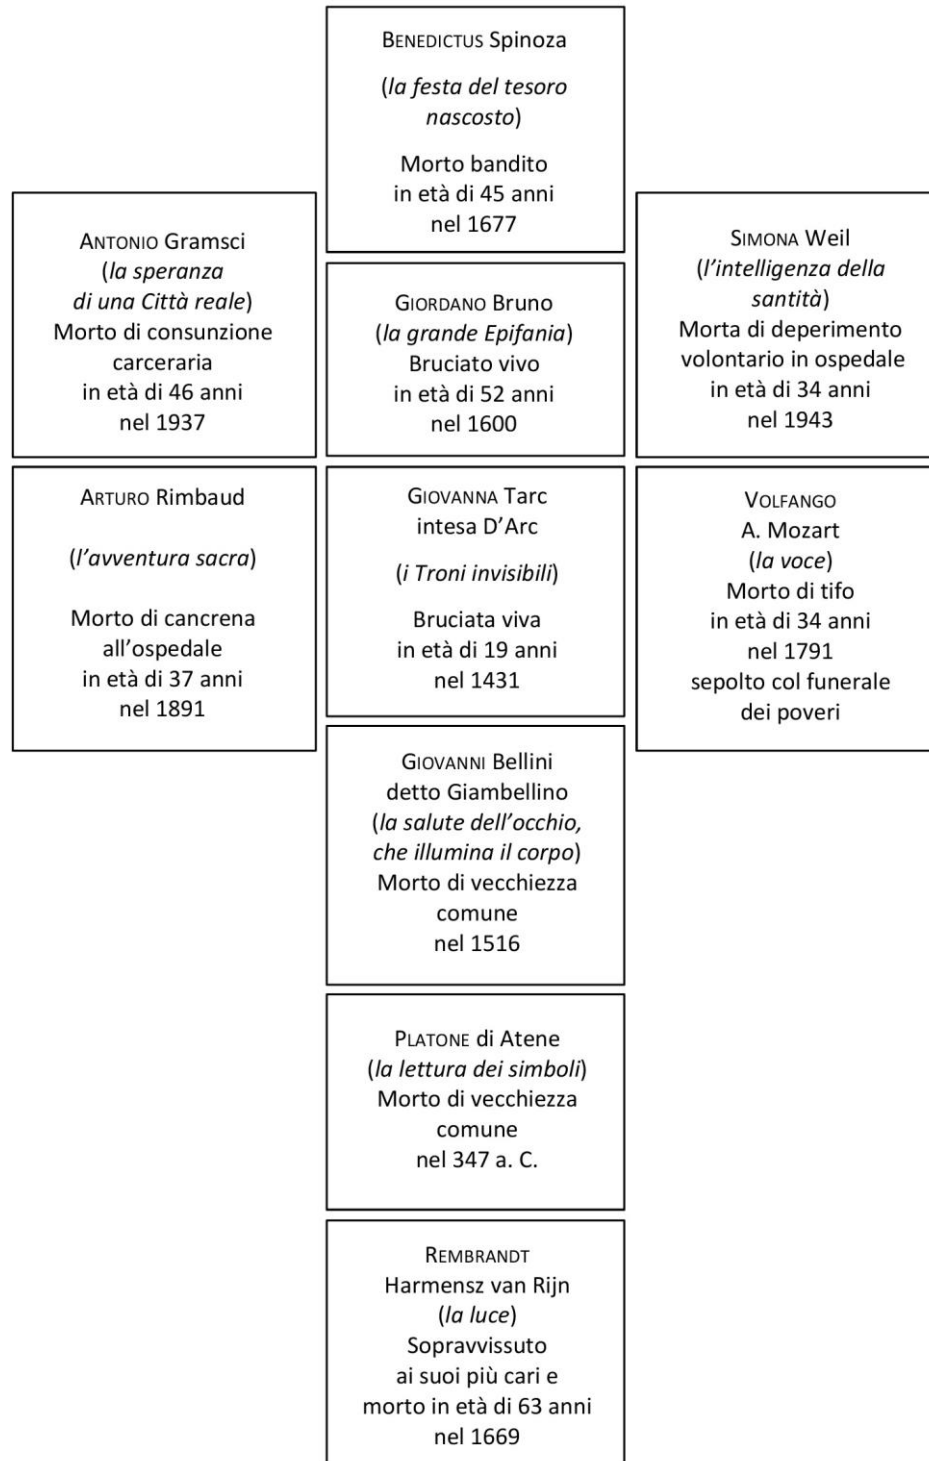 BENEDICTUS Spinoza
(la festa del tesoro
nascosto)
Morto bandito
in età di 45 anni
nel 1677
ANTONIO Gramsci
(la speranza
di una Città reale)
Morto di consunzione
carceraria
in età di 46 anni
nel 1937
GIORDANO Bruno
(la grande Epifania)
Bruciato vivo
in età di 52 anni
nel 1600
SIMONA Weil
(l'intelligenza della
santità)
Morta di deperimento
volontario in ospedale
in età di 34 anni
nel 1943
ARTURO Rimbaud
(l'avventura sacra)
Morto di cancrena
all'ospedale
in età di 37 anni
nel 1891
GIOVANNA Tarc
intesa D'Arc
(i Troni invisibili)
Bruciata viva
in età di 19 anni
nel 1431
VOLFANGO
A. Mozart
(la voce)
Morto di tifo
in età di 34 anni
nel 1791
sepolto col funerale
dei poveri
GIOVANNI Bellini
detto Giambellino
(la salute dell'occhio,
che illumina il corpo)
Morto di vecchiezza
comune
nel 1516
PLATONE di Atene
(la lettura dei simboli)
Morto di vecchiezza
comune
nel 347 a. C.
REMBRANDT
Harmensz van Rijn
(la luce)
Sopravvissuto
ai suoi più cari e
morto in età di 63 anni
nel 1669